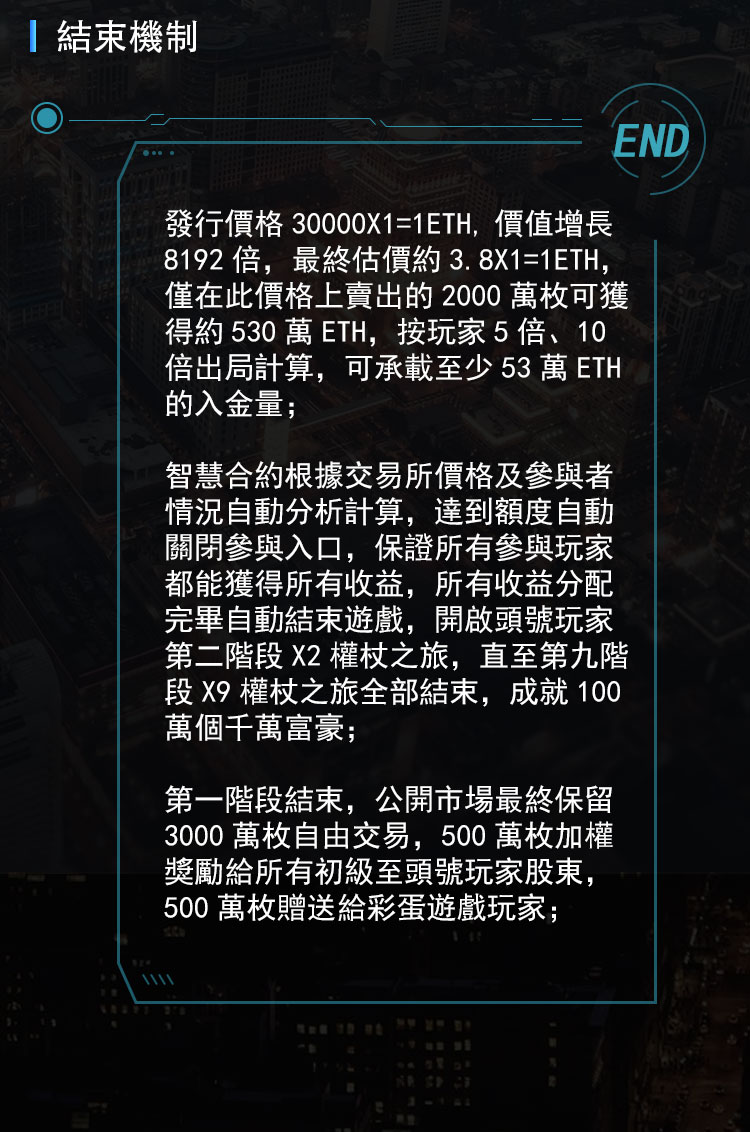 結束機制
END
發行價格 30000X1=1ETH, 價值增長
8192 倍，最終估價約 3.8X1=1ETH，
僅在此價格上賣出的 2000 萬枚可獲
得約 530 萬 ETH，按玩家 5 倍、10
倍出局計算，可承載至少 53 萬 ETH
的入金量；
智慧合約根據交易所價格及參與者
情況自動分析計算，達到額度自動
關閉參與入口，保證所有參與玩家
都能獲得所有收益，所有收益分配
完畢自動結束遊戲，開啟頭號玩家
第二階段 X2 權杖之旅，直至第九階
段 X9 權杖之旅全部結束，成就 100
萬個千萬富豪；
第一階段結束，公開市場最終保留
3000 萬枚自由交易，500 萬枚加權
獎勵給所有初級至頭號玩家股東，
500 萬枚贈送給彩蛋遊戲玩家；